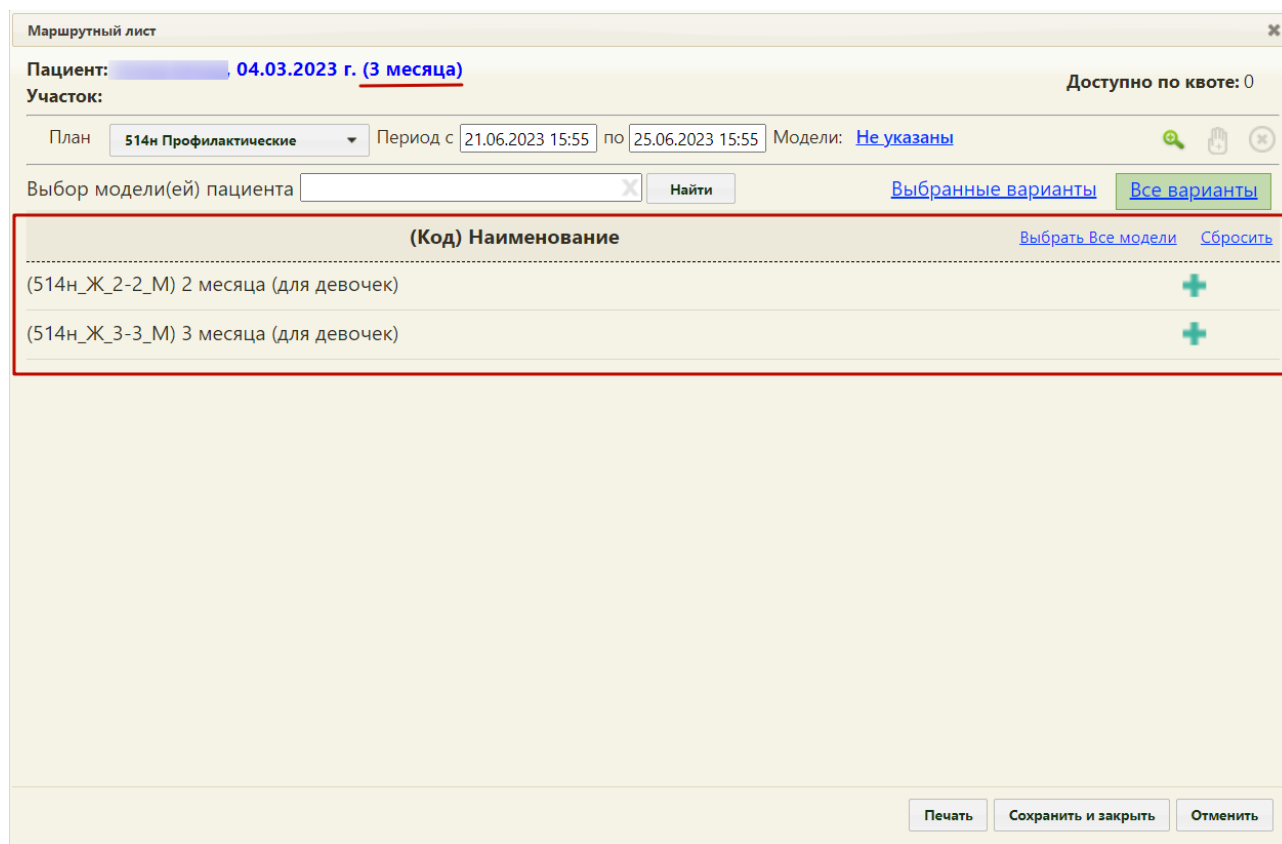 Маршрутный лист
Пациент: , 04.03.2023 г. (3 месяца)
Доступно по квоте: 0
Участок:
План 514н Профилактические Период с 21.06.2023 15:55 по 25.06.2023 15:55 Модели: Не указаны
Выбор модели(ей) пациента Найти Выбранные варианты Все варианты
(Код) Наименование Выбрать Все модели Сбросить
(514н_Ж_2-2_М) 2 месяца (для девочек)
(514н_Ж_3-3_М) 3 месяца (для девочек)
Печать Сохранить и закрыть Отменить